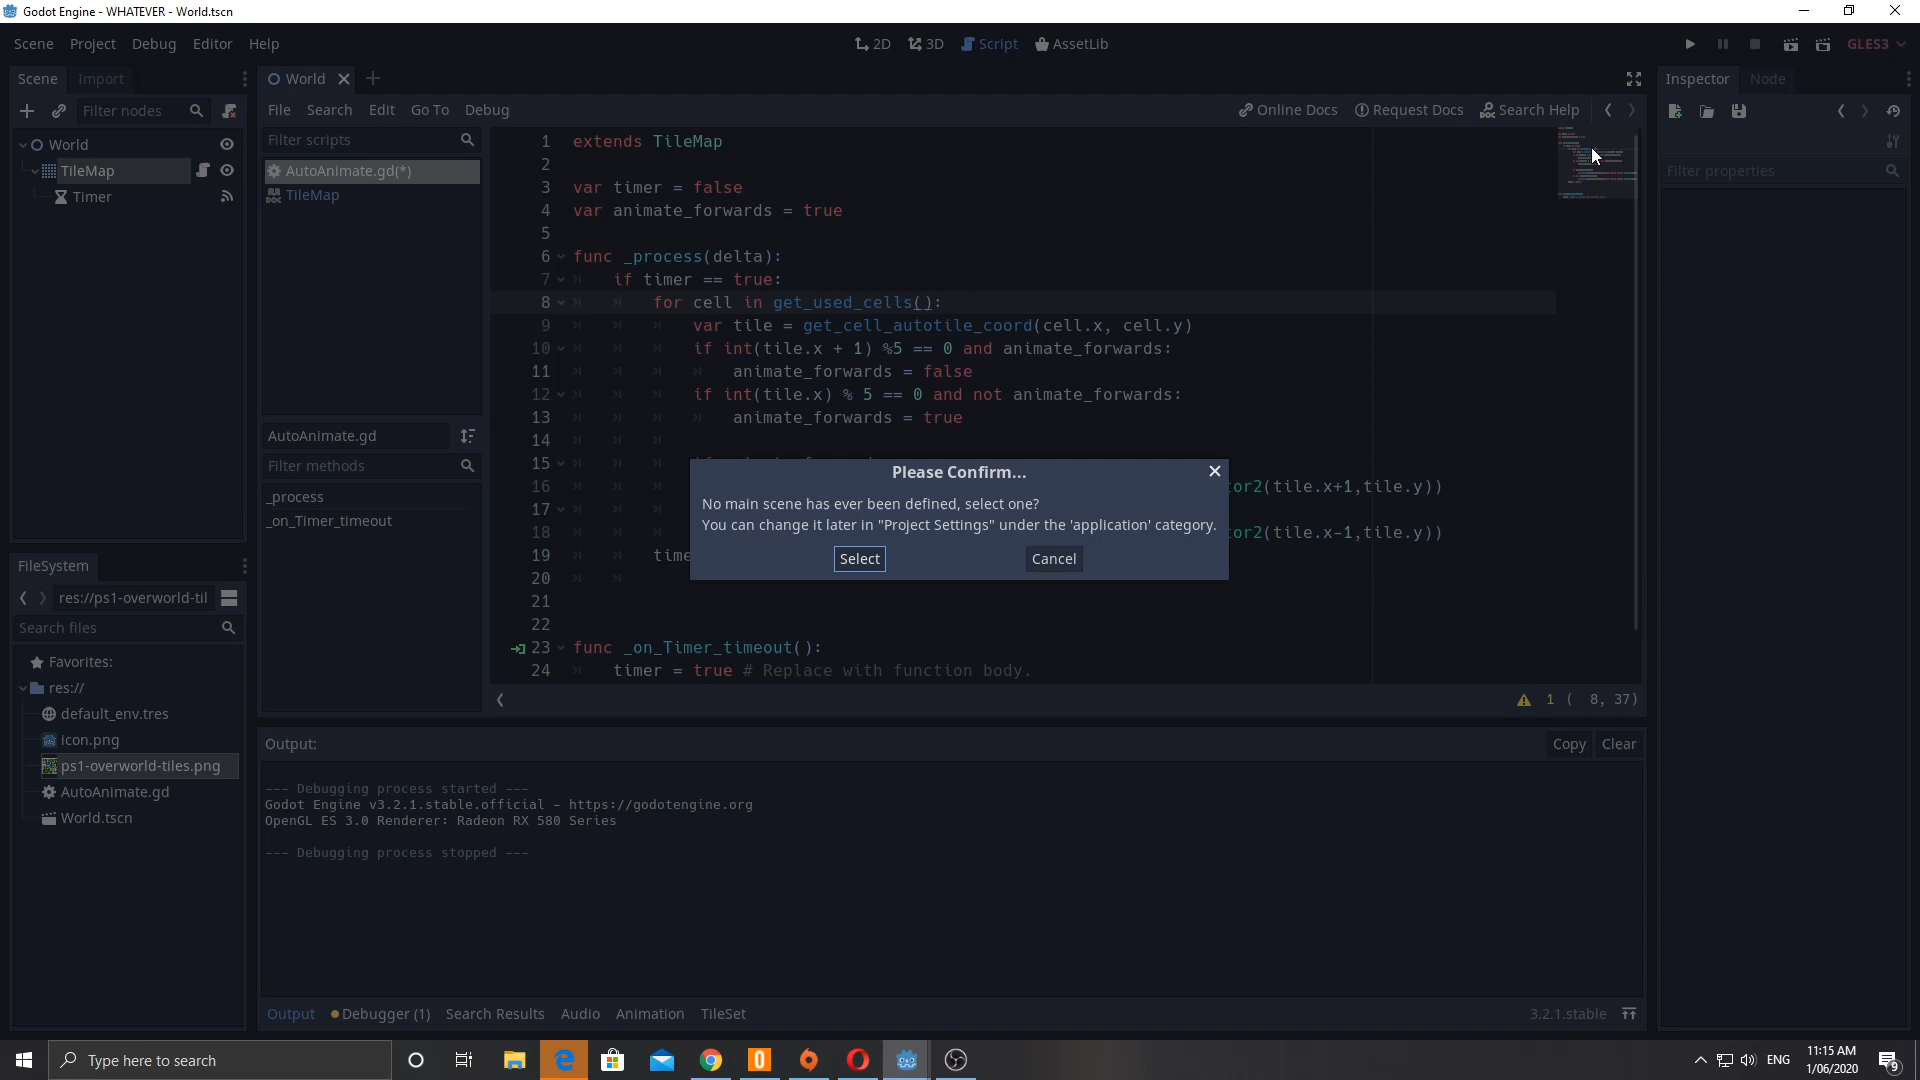 Godot Engine - WHATEVER - World.tscn
Scene Project Debug Editor Help
2D 3D Script AssetLib
GLES3
Scene Import
World
Inspector Node
Filter nodes
File Search Edit Go To Debug
Online Docs Request Docs Search Help
World
TileMap
Timer
Filter scripts
AutoAnimate.gd(*)
TileMap
AutoAnimate.gd
Filter methods
_process
_on_Timer_timeout
1 extends TileMap
2
3 var timer = false
4 var animate_forwards = true
5
6 func _process(delta):
7 if timer == true:
8 for cell in get_used_cells():
9 var tile = get_cell_autotile_coord(cell.x, cell.y)
10 if int(tile.x + 1) %5 == 0 and animate_forwards:
11 animate_forwards = false
12 if int(tile.x) % 5 == 0 and not animate_forwards:
13 animate_forwards = true
14
15
16 or2(tile.x+1,tile.y))
17
18 or2(tile.x-1,tile.y))
19 time
20
21
22
23 func _on_Timer_timeout():
24 timer = true # Replace with function body.
Please Confirm...
No main scene has ever been defined, select one?
You can change it later in "Project Settings" under the 'application' category.
Select Cancel
1 ( 8, 37)
Filter properties
FileSystem
res://ps1-overworld-til
Search files
Favorites:
res://
default_env.tres
icon.png
ps1-overworld-tiles.png
AutoAnimate.gd
World.tscn
Output:
Copy Clear
--- Debugging process started ---
Godot Engine v3.2.1.stable.official - https://godotengine.org
OpenGL ES 3.0 Renderer: Radeon RX 580 Series
--- Debugging process stopped ---
Output Debugger (1) Search Results Audio Animation TileSet
3.2.1.stable
Type here to search
ENG
11:15 AM
1/06/2020
9